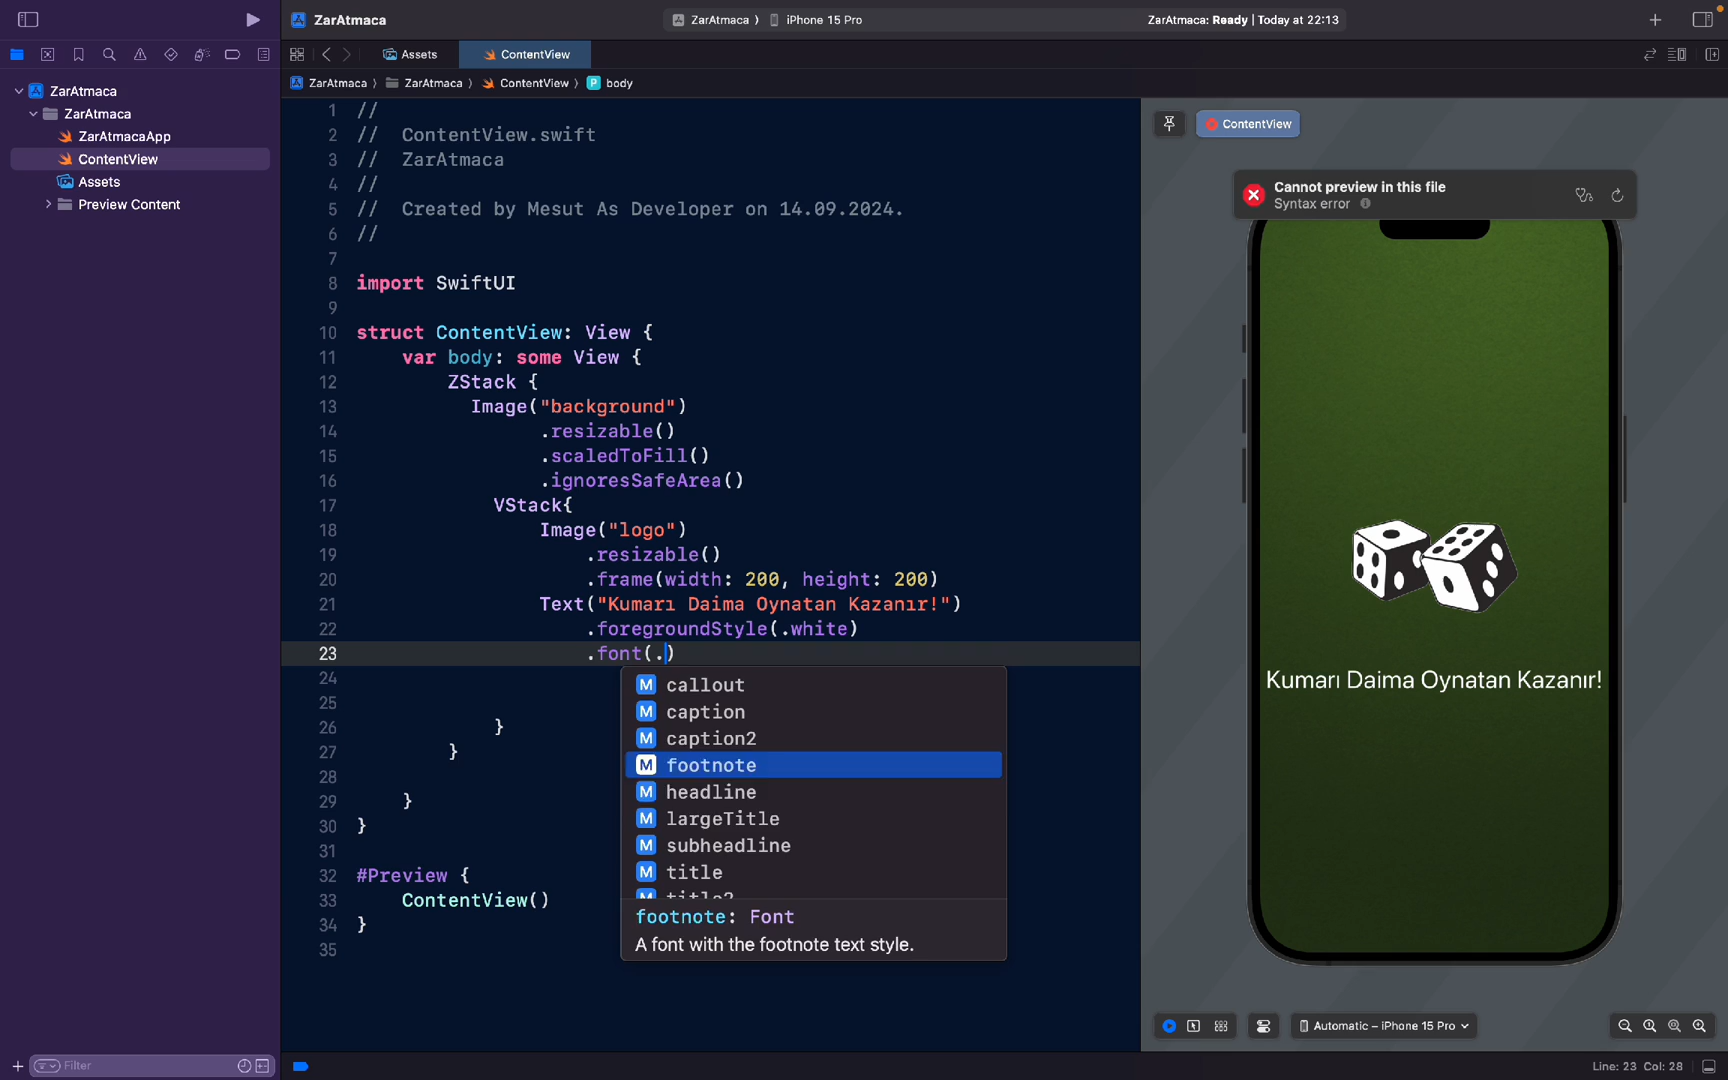 ZarAtmaca
ZarAtmaca ⟩ iPhone 15 Pro
ZarAtmaca: Ready | Today at 22:13
Assets
ContentView
ZarAtmaca ⟩ ZarAtmaca ⟩ ContentView ⟩ P body
ZarAtmaca
ZarAtmaca
ZarAtmacaApp
ContentView
Assets
Preview Content
1 //
2 //  ContentView.swift
3 //  ZarAtmaca
4 //
5 //  Created by Mesut As Developer on 14.09.2024.
6 //
7
8 import SwiftUI
9
10 struct ContentView: View {
11     var body: some View {
12         ZStack {
13           Image("background")
14                 .resizable()
15                 .scaledToFill()
16                 .ignoresSafeArea()
17             VStack{
18                 Image("logo")
19                     .resizable()
20                     .frame(width: 200, height: 200)
21                 Text("Kumarı Daima Oynatan Kazanır!")
22                     .foregroundStyle(.white)
23                     .font(.)
24
25
26             }
27         }
28
29     }
30 }
31
32 #Preview {
33     ContentView()
34 }
35
M callout
M caption
M caption2
M footnote
M headline
M largeTitle
M subheadline
M title
M title2
footnote: Font
A font with the footnote text style.
ContentView
Cannot preview in this file
Syntax error
Kumarı Daima Oynatan Kazanır!
Automatic – iPhone 15 Pro
Filter
Line: 23 Col: 28